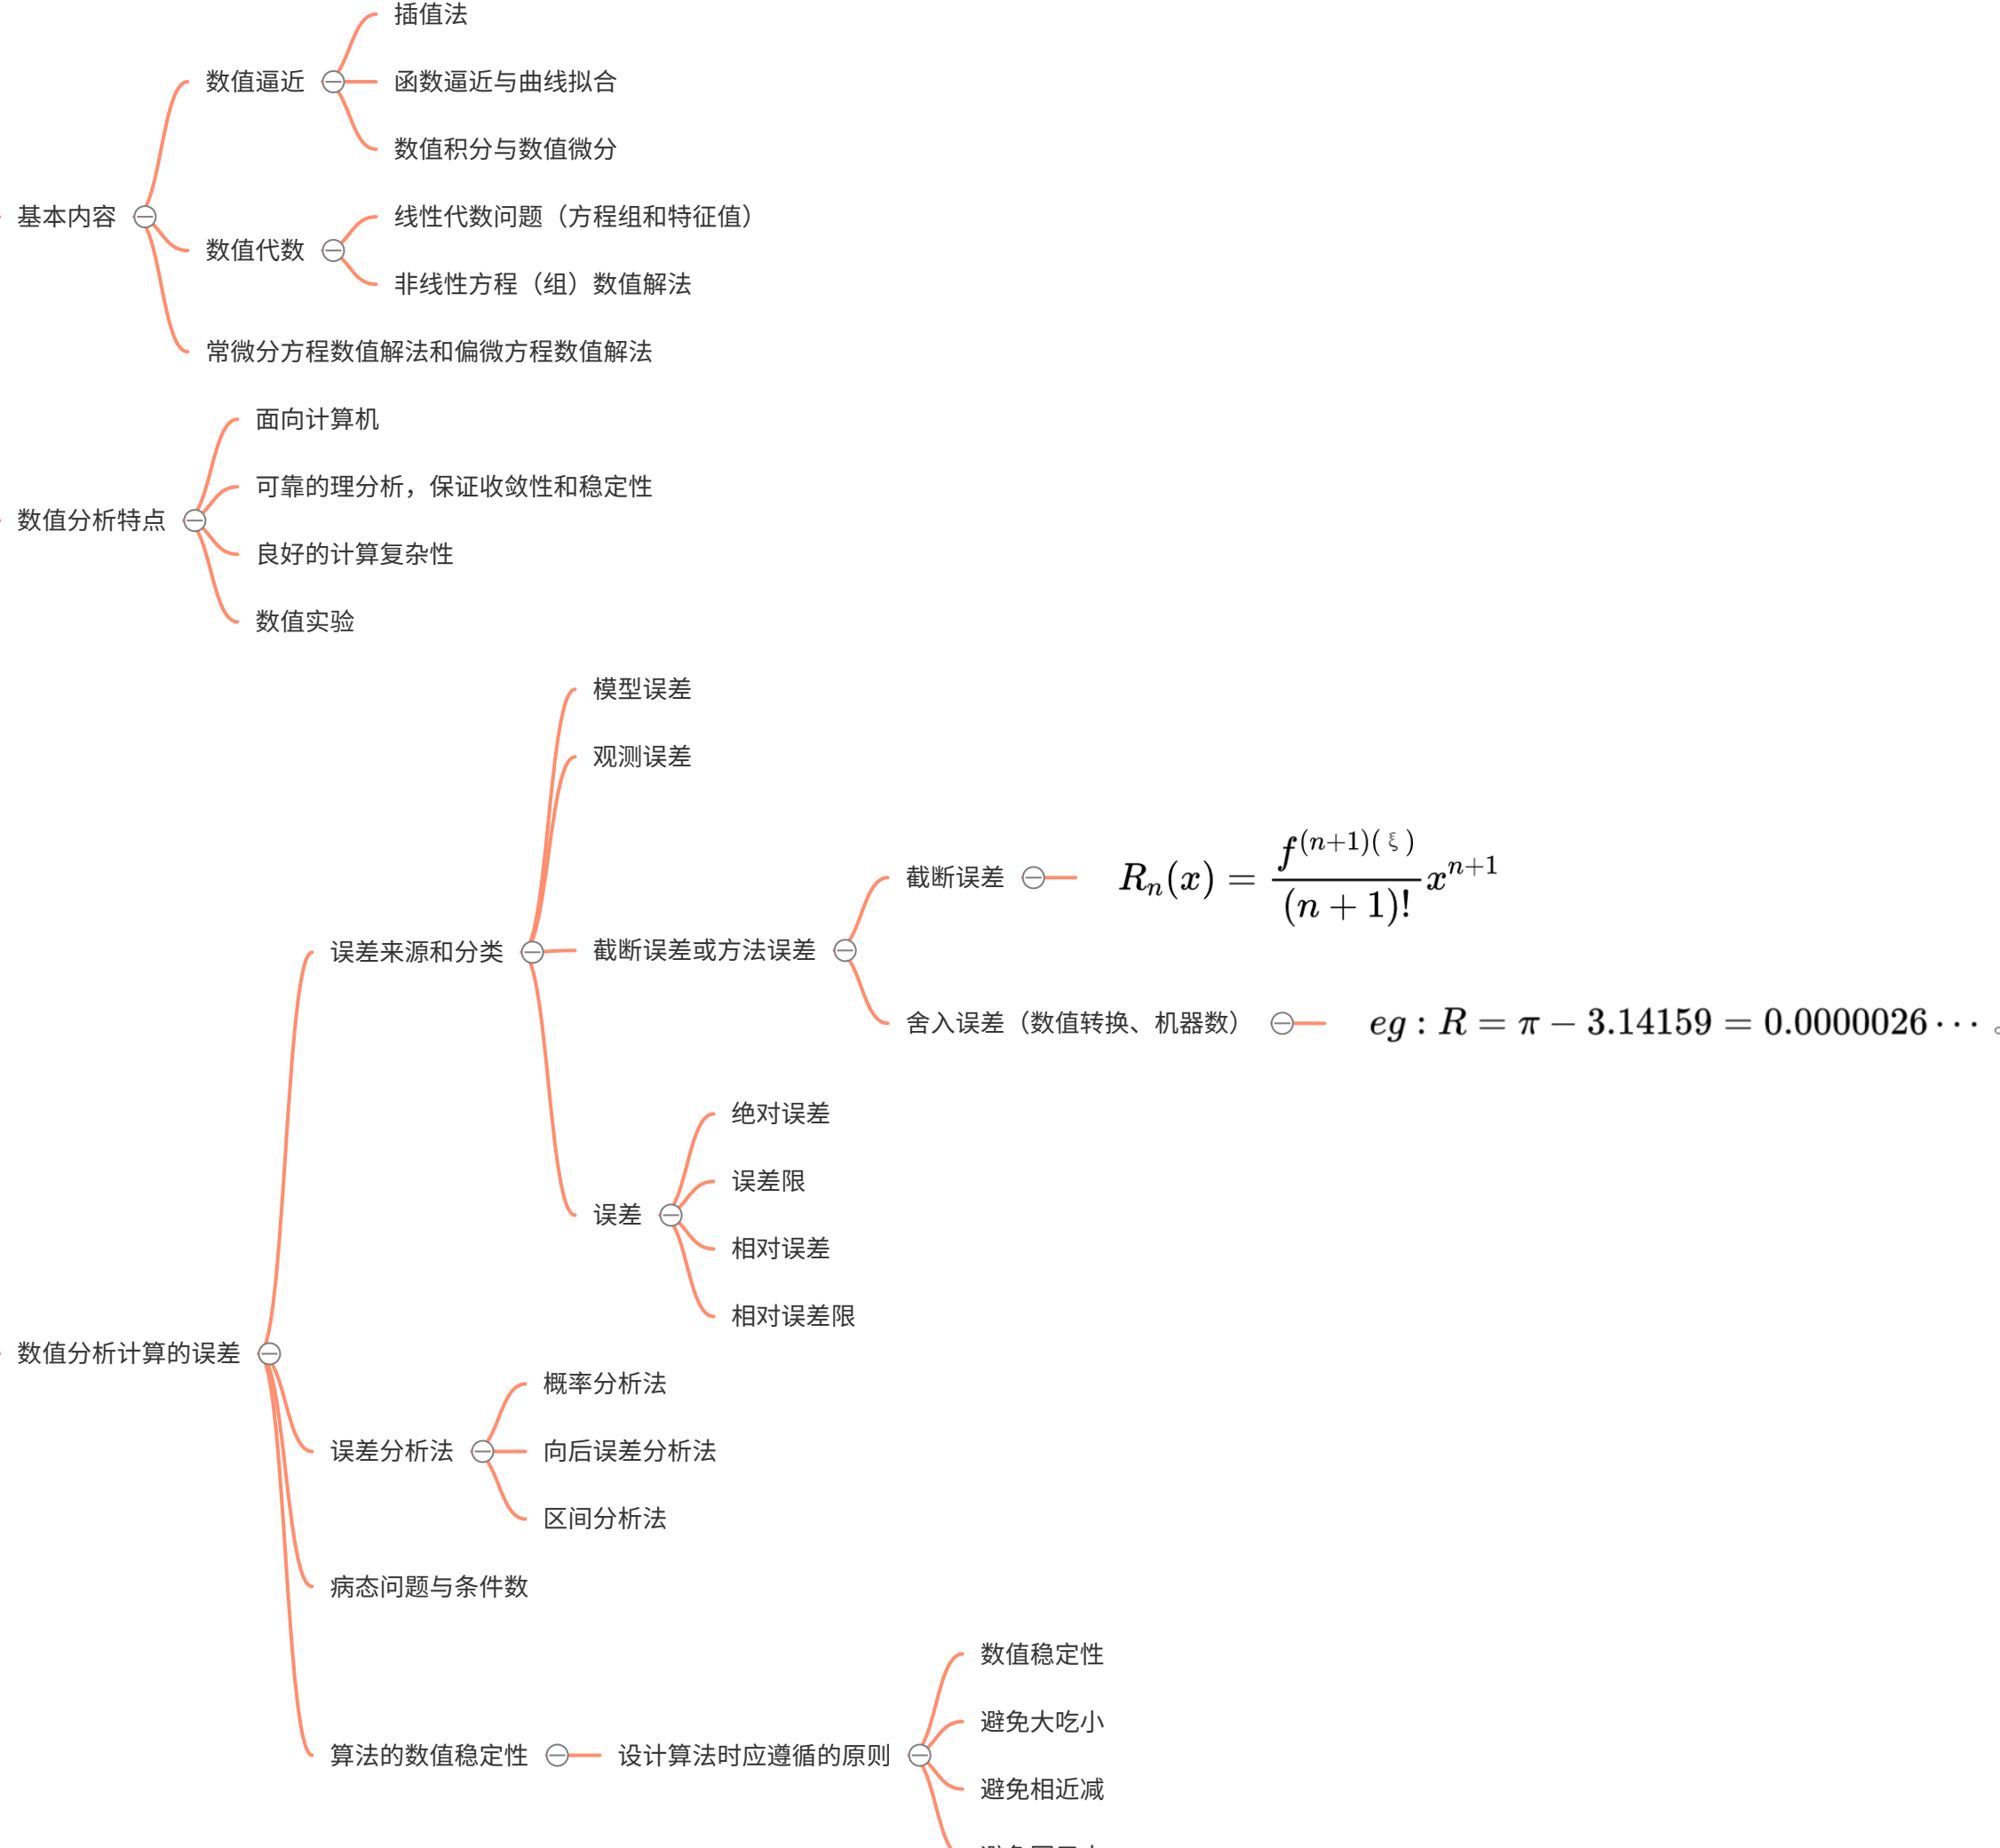 插值法
数值逼近
函数逼近与曲线拟合
数值积分与数值微分
基本内容
线性代数问题（方程组和特征值）
数值代数
非线性方程（组）数值解法
常微分方程数值解法和偏微方程数值解法
面向计算机
可靠的理分析，保证收敛性和稳定性
数值分析特点
良好的计算复杂性
数值实验
模型误差
观测误差
截断误差
R_n(x) = \frac{f^{(n+1)(ξ)}}{(n+1)!}x^{n+1}
误差来源和分类
截断误差或方法误差
舍入误差（数值转换、机器数）
eg : R = π − 3.14159 = 0.0000026 ⋯ 。
绝对误差
误差限
误差
相对误差
相对误差限
数值分析计算的误差
概率分析法
误差分析法
向后误差分析法
区间分析法
病态问题与条件数
数值稳定性
避免大吃小
算法的数值稳定性
设计算法时应遵循的原则
避免相近减